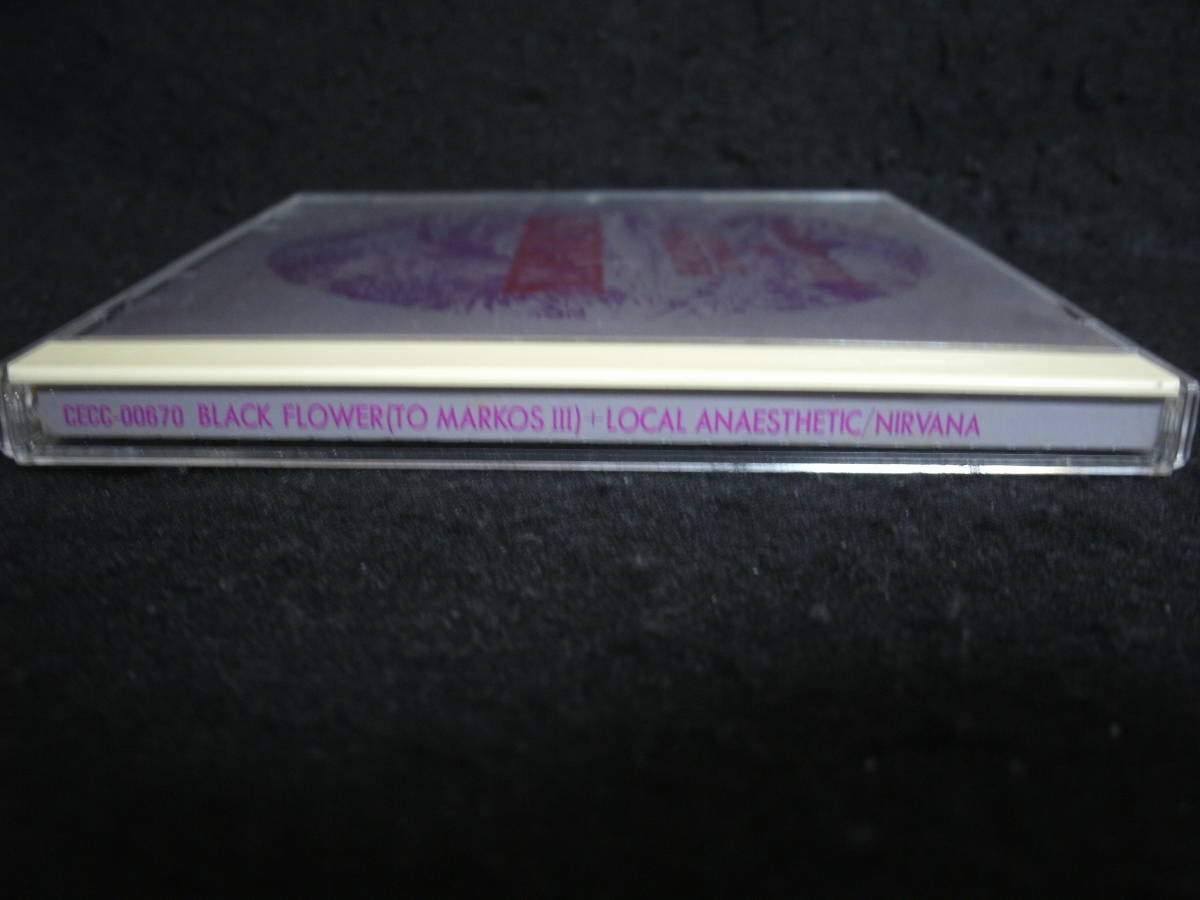 CECC-00670 BLACK FLOWER(TO MARKOS III)+LOCAL ANAESTHETIC/NIRVANA